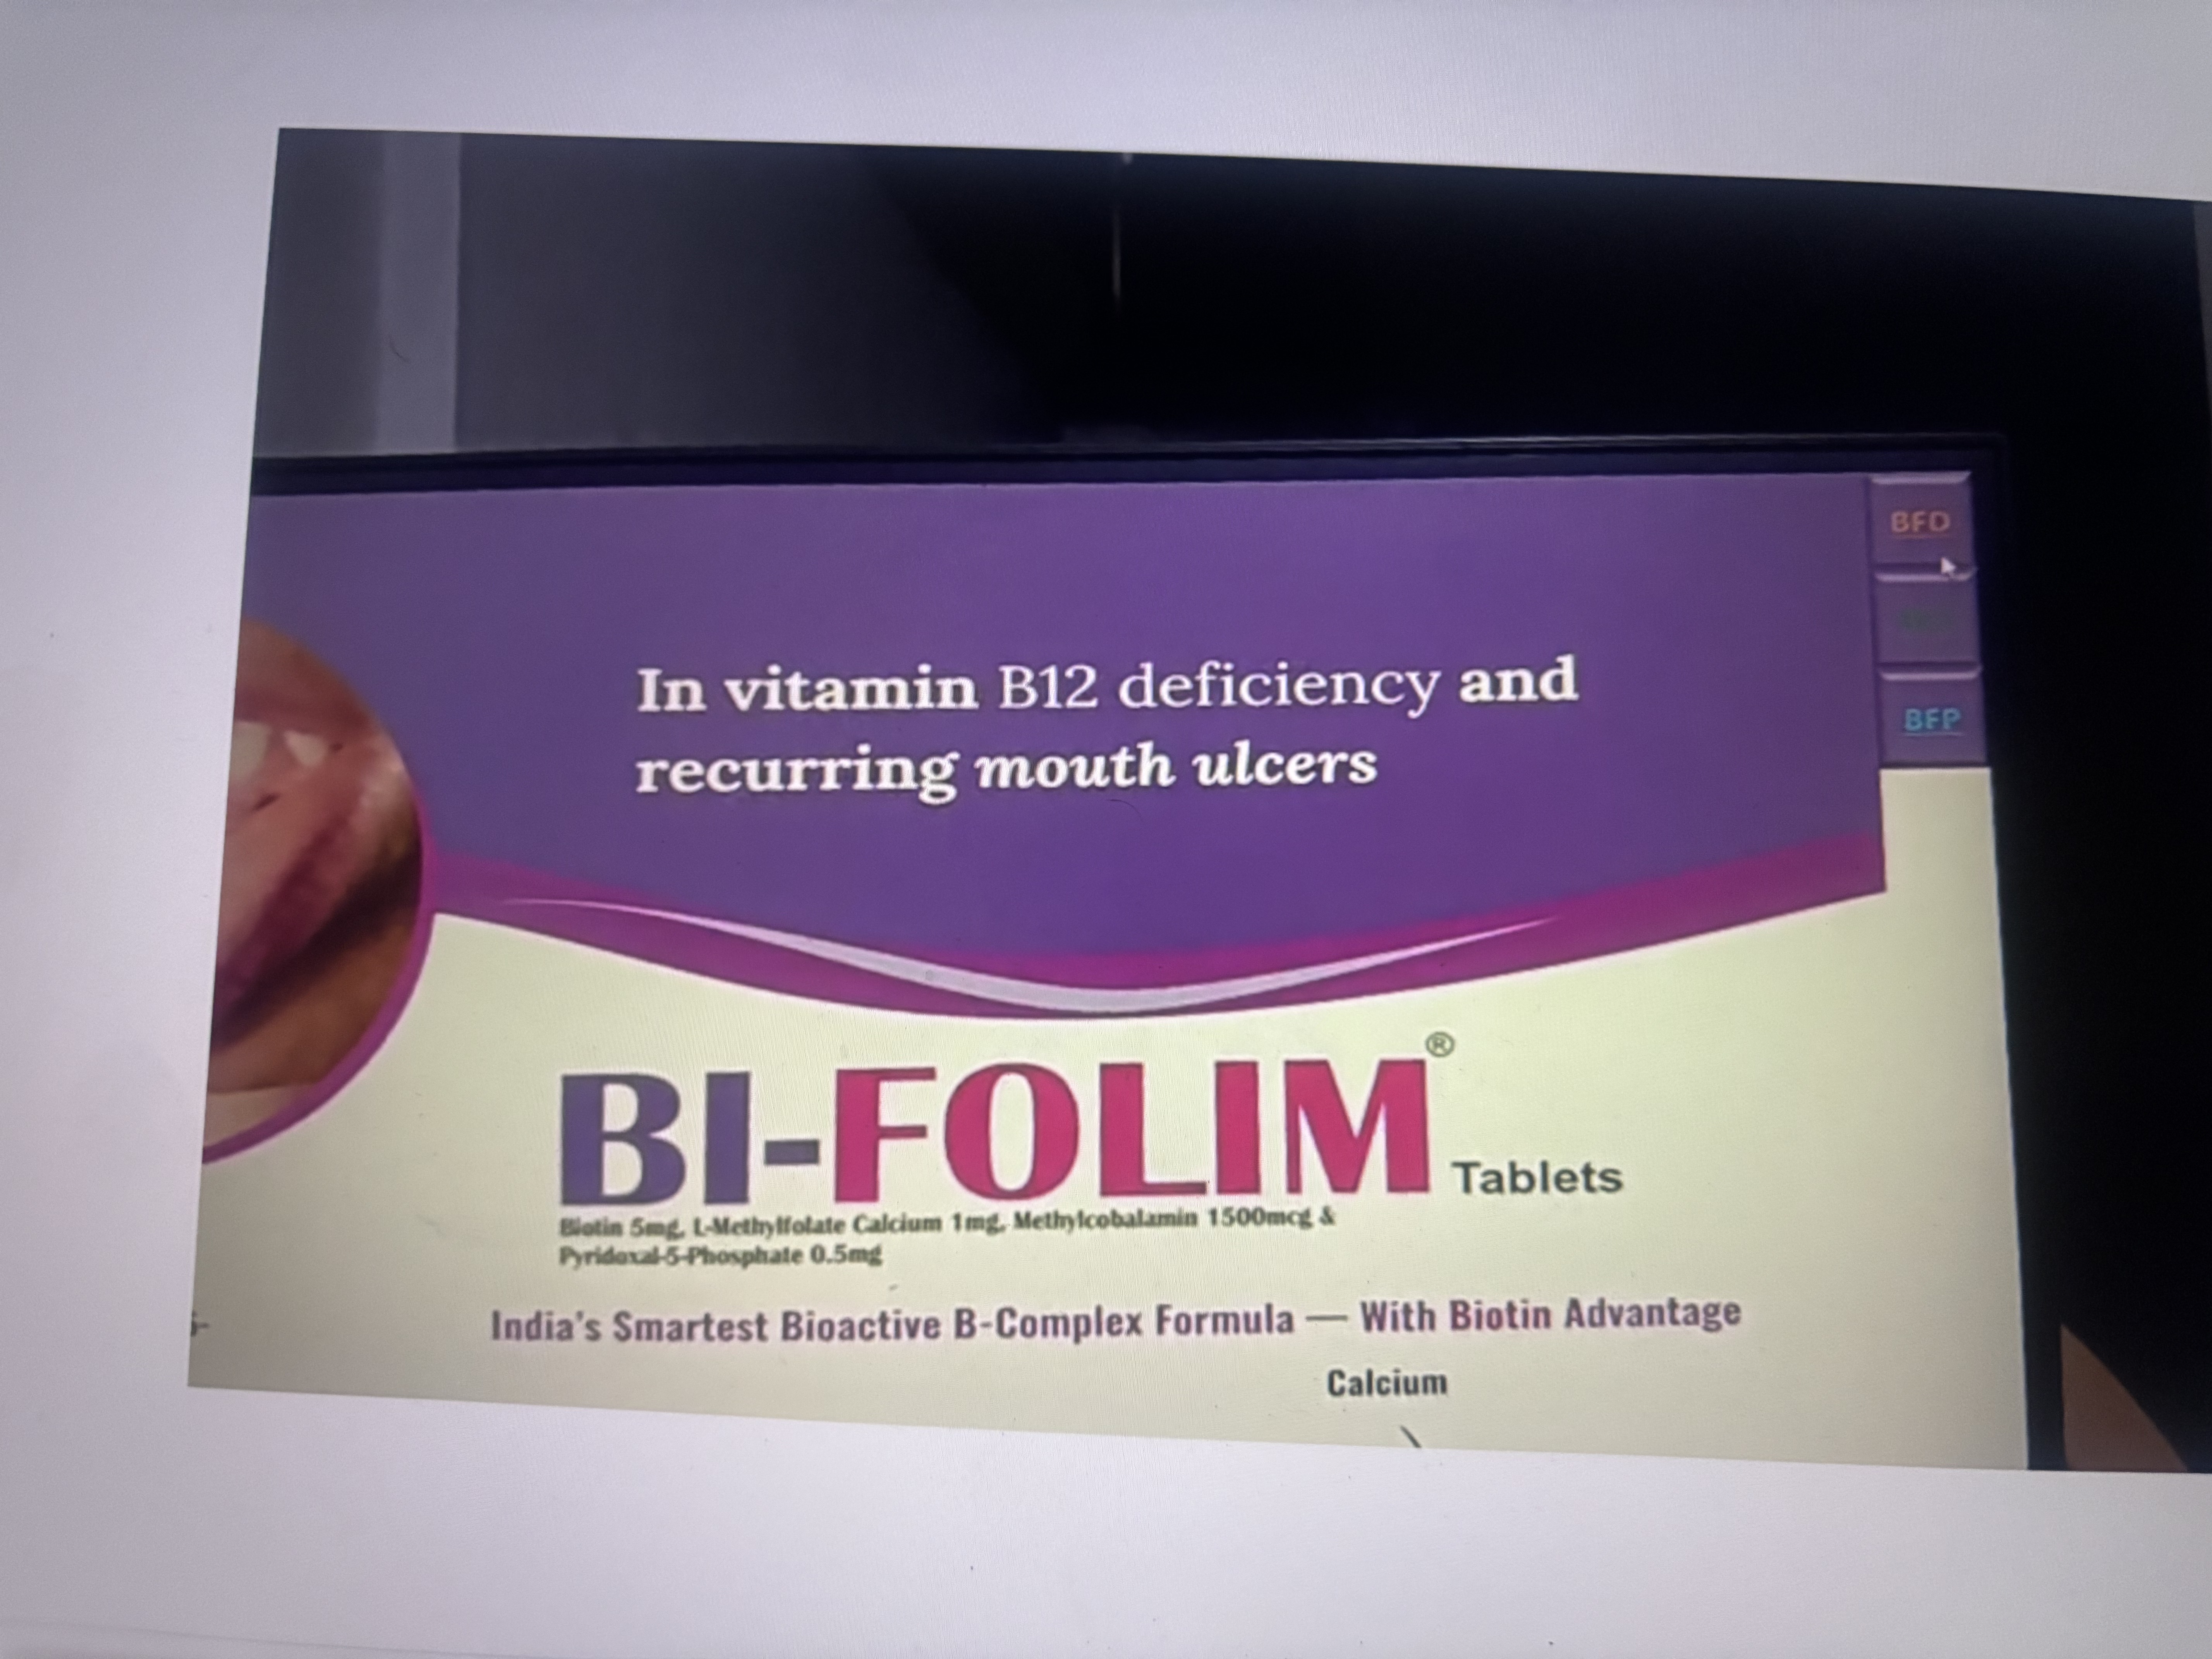 BFD
BFP
In vitamin B12 deficiency and
recurring mouth ulcers
BI-FOLIM® Tablets
Biotin 5mg, L-Methylfolate Calcium 1mg, Methylcobalamin 1500mcg &
Pyridoxal-5-Phosphate 0.5mg
India's Smartest Bioactive B-Complex Formula — With Biotin Advantage
Calcium